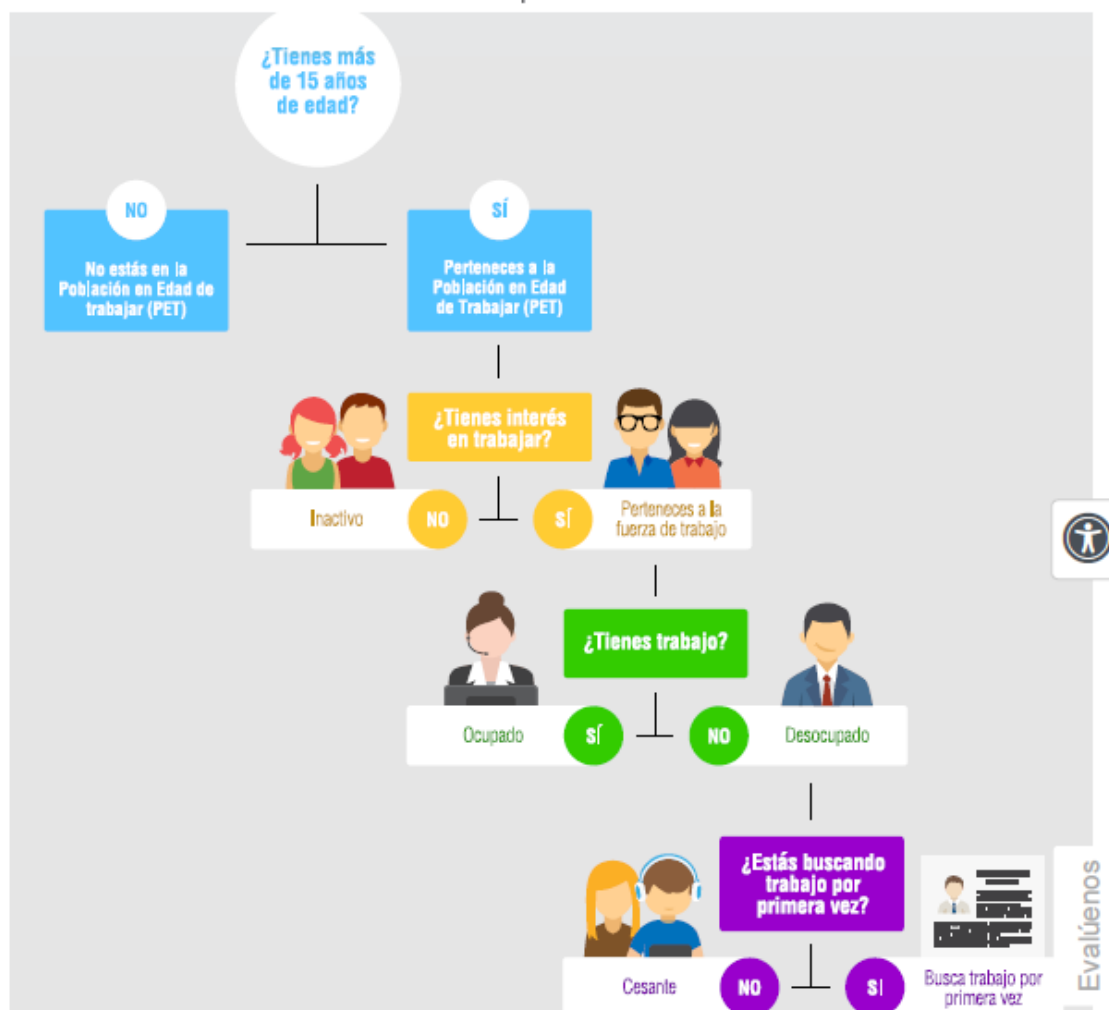 ¿Tienes más
de 15 años
de edad?
NO
No estás en la
Población en Edad de
trabajar (PET)
SÍ
Perteneces a la
Población en Edad
de Trabajar (PET)
¿Tienes interés
en trabajar?
Inactivo
NO
SÍ
Perteneces a la
fuerza de trabajo
¿Tienes trabajo?
Ocupado
SÍ
NO
Desocupado
¿Estás buscando
trabajo por
primera vez?
Cesante
NO
SI
Busca trabajo por
primera vez
Evalúenos